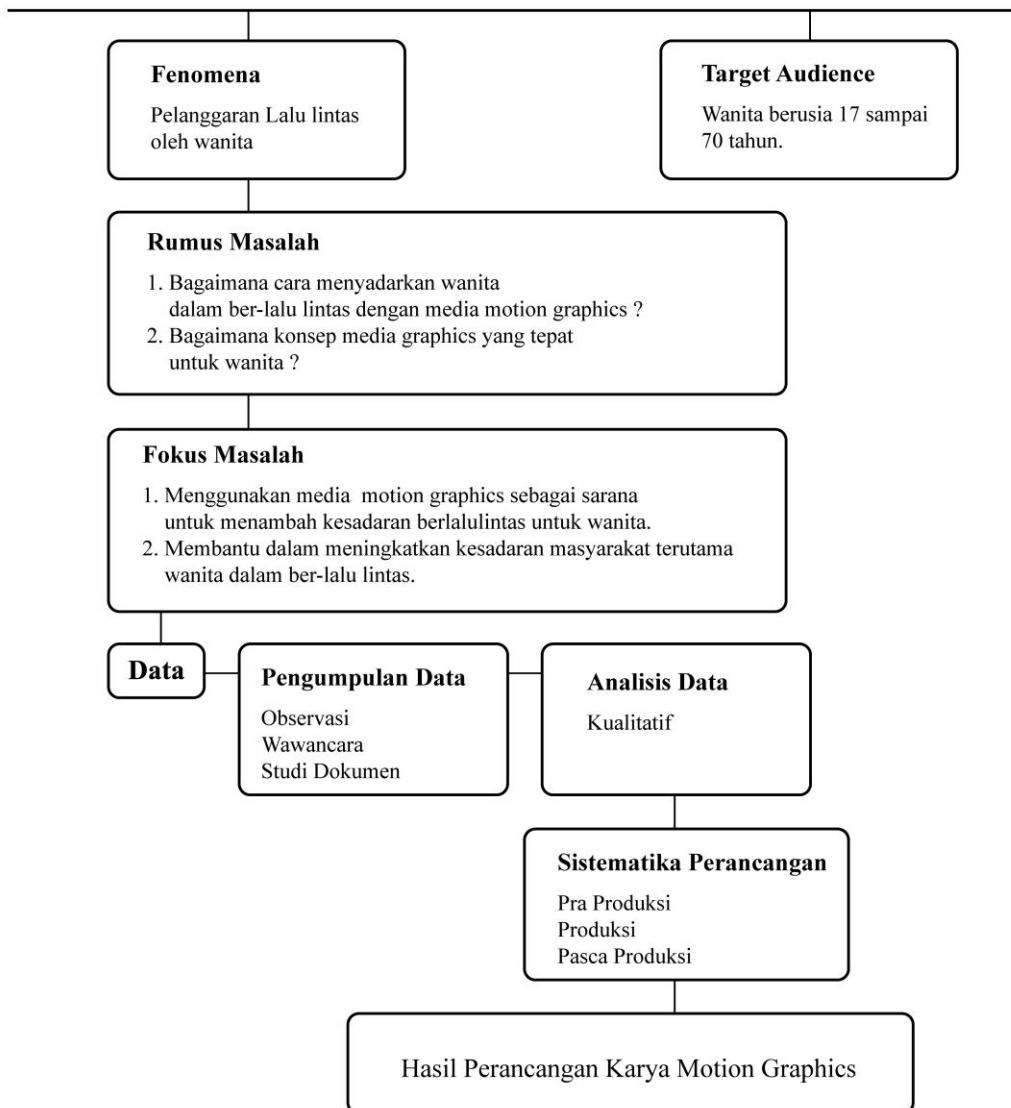 Fenomena
Pelanggaran Lalu lintas
oleh wanita
Target Audience
Wanita berusia 17 sampai
70 tahun.
Rumus Masalah
1. Bagaimana cara menyadarkan wanita
dalam ber-lalu lintas dengan media motion graphics ?
2. Bagaimana konsep media graphics yang tepat
untuk wanita ?
Fokus Masalah
1. Menggunakan media motion graphics sebagai sarana
untuk menambah kesadaran berlalulintas untuk wanita.
2. Membantu dalam meningkatkan kesadaran masyarakat terutama
wanita dalam ber-lalu lintas.
Data
Pengumpulan Data
Observasi
Wawancara
Studi Dokumen
Analisis Data
Kualitatif
Sistematika Perancangan
Pra Produksi
Produksi
Pasca Produksi
Hasil Perancangan Karya Motion Graphics